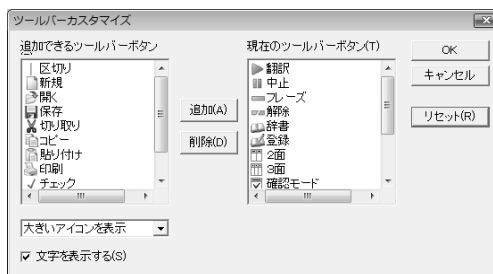 ツールバーカスタマイズ
追加できるツールバーボタン
区切り
新規
開く
保存
切り取り
コピー
貼り付け
印刷
チェック
追加(A)
削除(D)
現在のツールバーボタン(T)
翻訳
中止
フレーズ
解除
辞書
登録
2面
3面
確認モード
OK
キャンセル
リセット(R)
大きいアイコンを表示
文字を表示する(S)